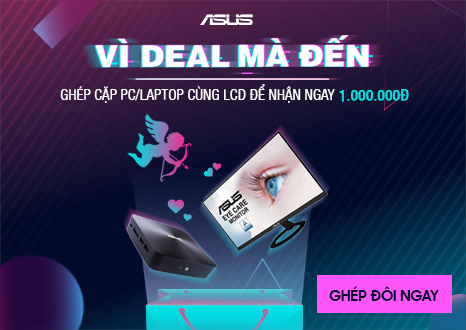 ASUS
VÌ DEAL MÀ ĐẾN
GHÉP CẶP PC/LAPTOP CÙNG LCD ĐỂ NHẬN NGAY 1.000.000Đ
ASUS
EYE CARE
MONITOR
GHÉP ĐÔI NGAY